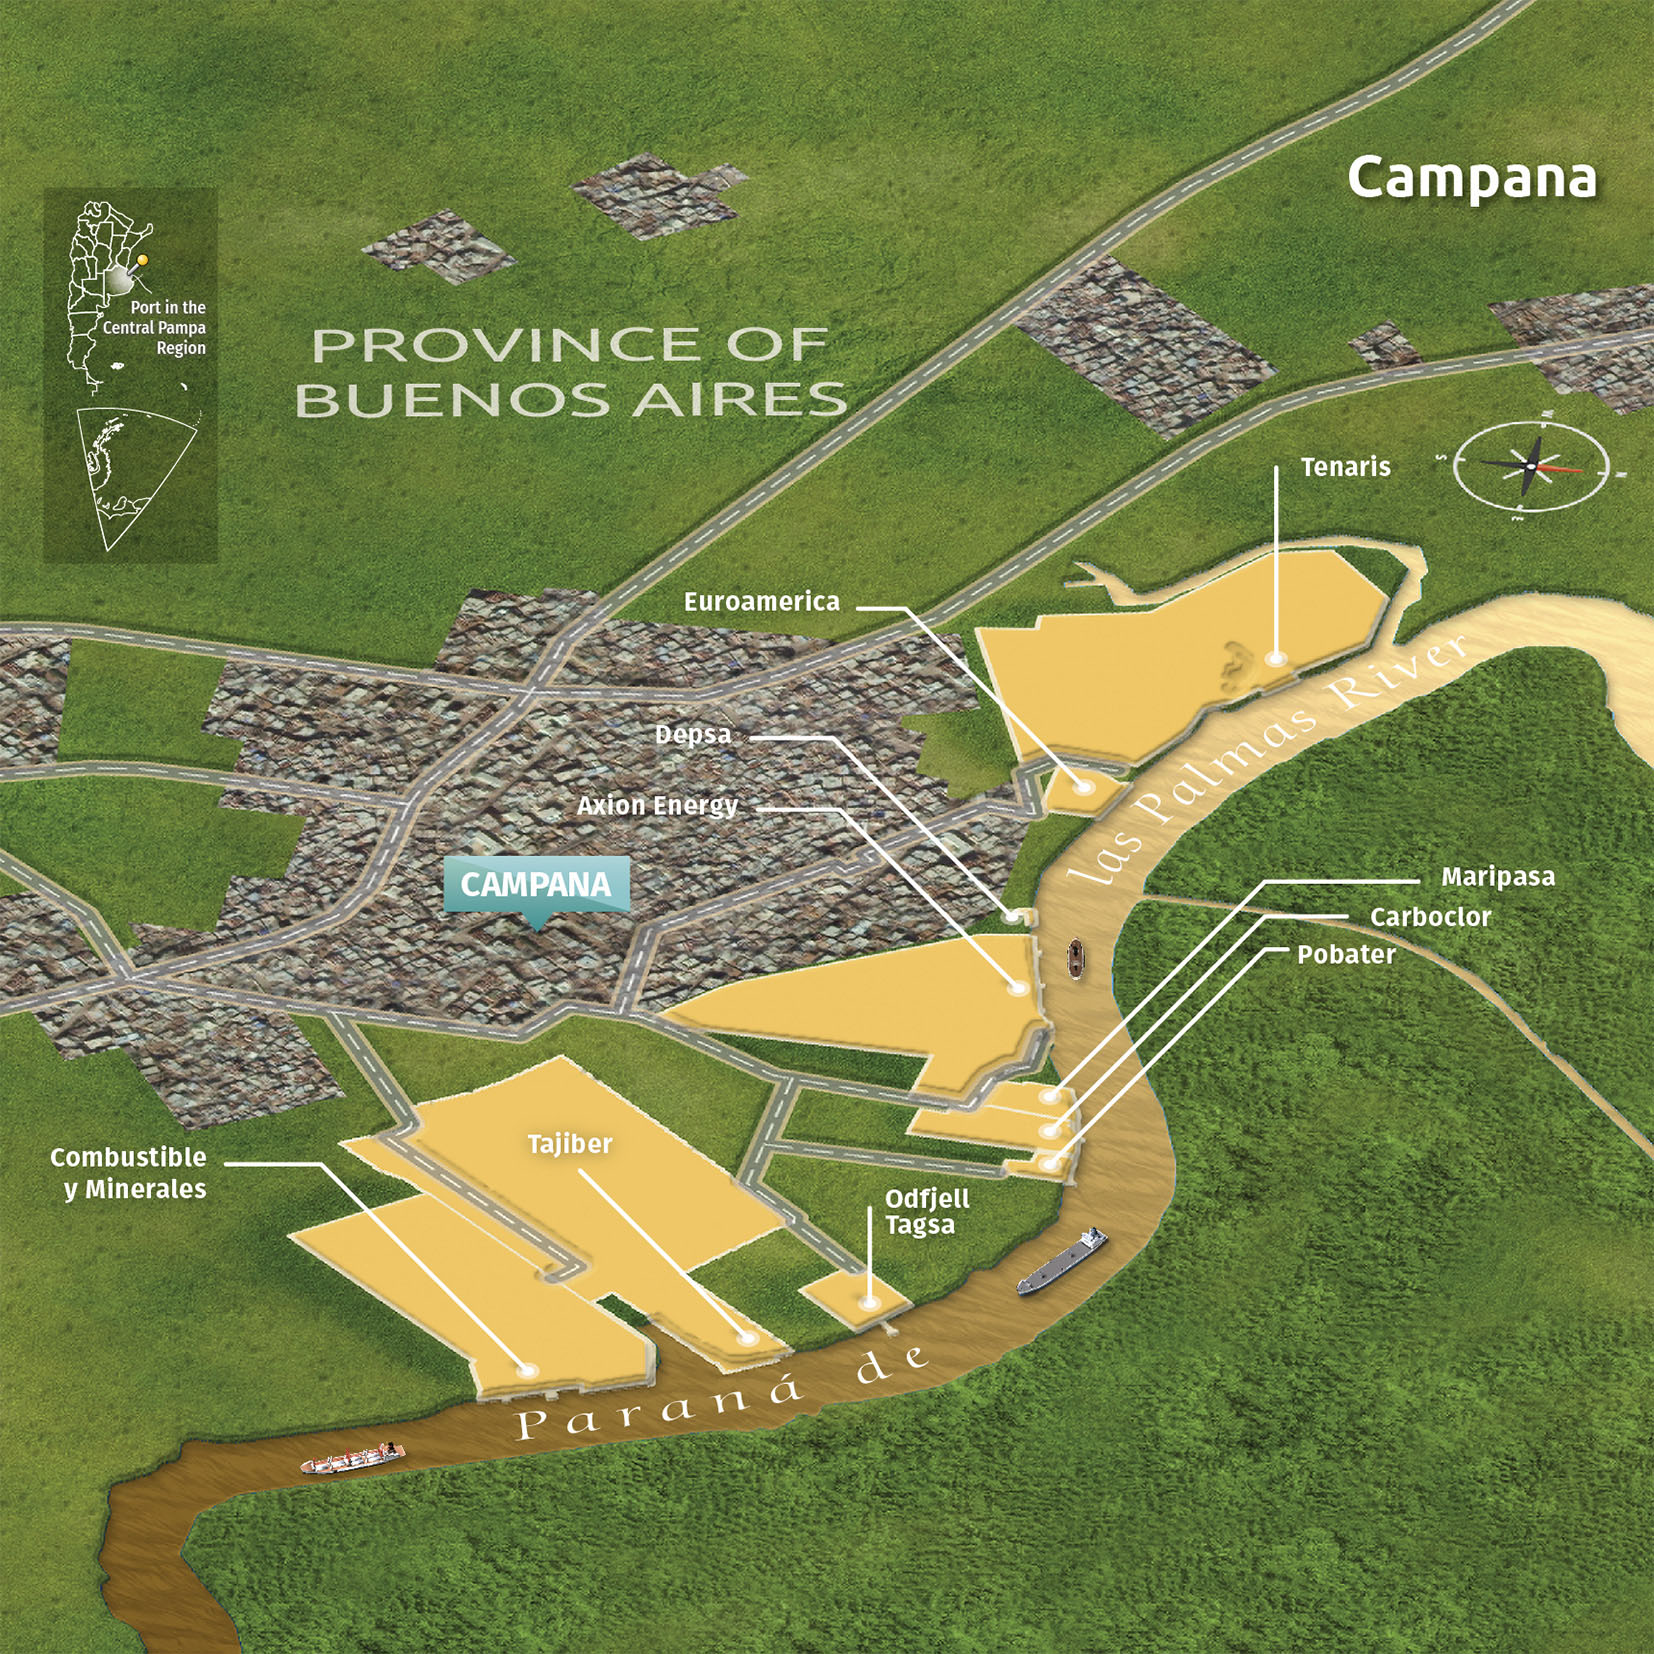 Campana
Port in the
Central Pampa
Region
PROVINCE OF
BUENOS AIRES
Tenaris
Euroamerica
Depsa
Axion Energy
CAMPANA
Maripasa
Carboclor
Pobater
Combustible
y Minerales
Tajiber
Odfjell
Tagsa
Paraná de las Palmas River
S